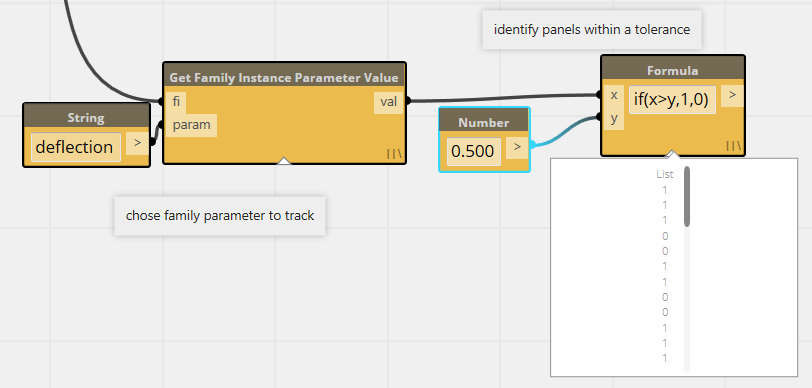 identify panels within a tolerance
Get Family Instance Parameter Value
fi
val
param
String
deflection
>
Number
0.500
>
Formula
x
if(x>y,1,0)
>
y
chose family parameter to track
List
1
1
1
0
0
1
1
0
0
1
1
1